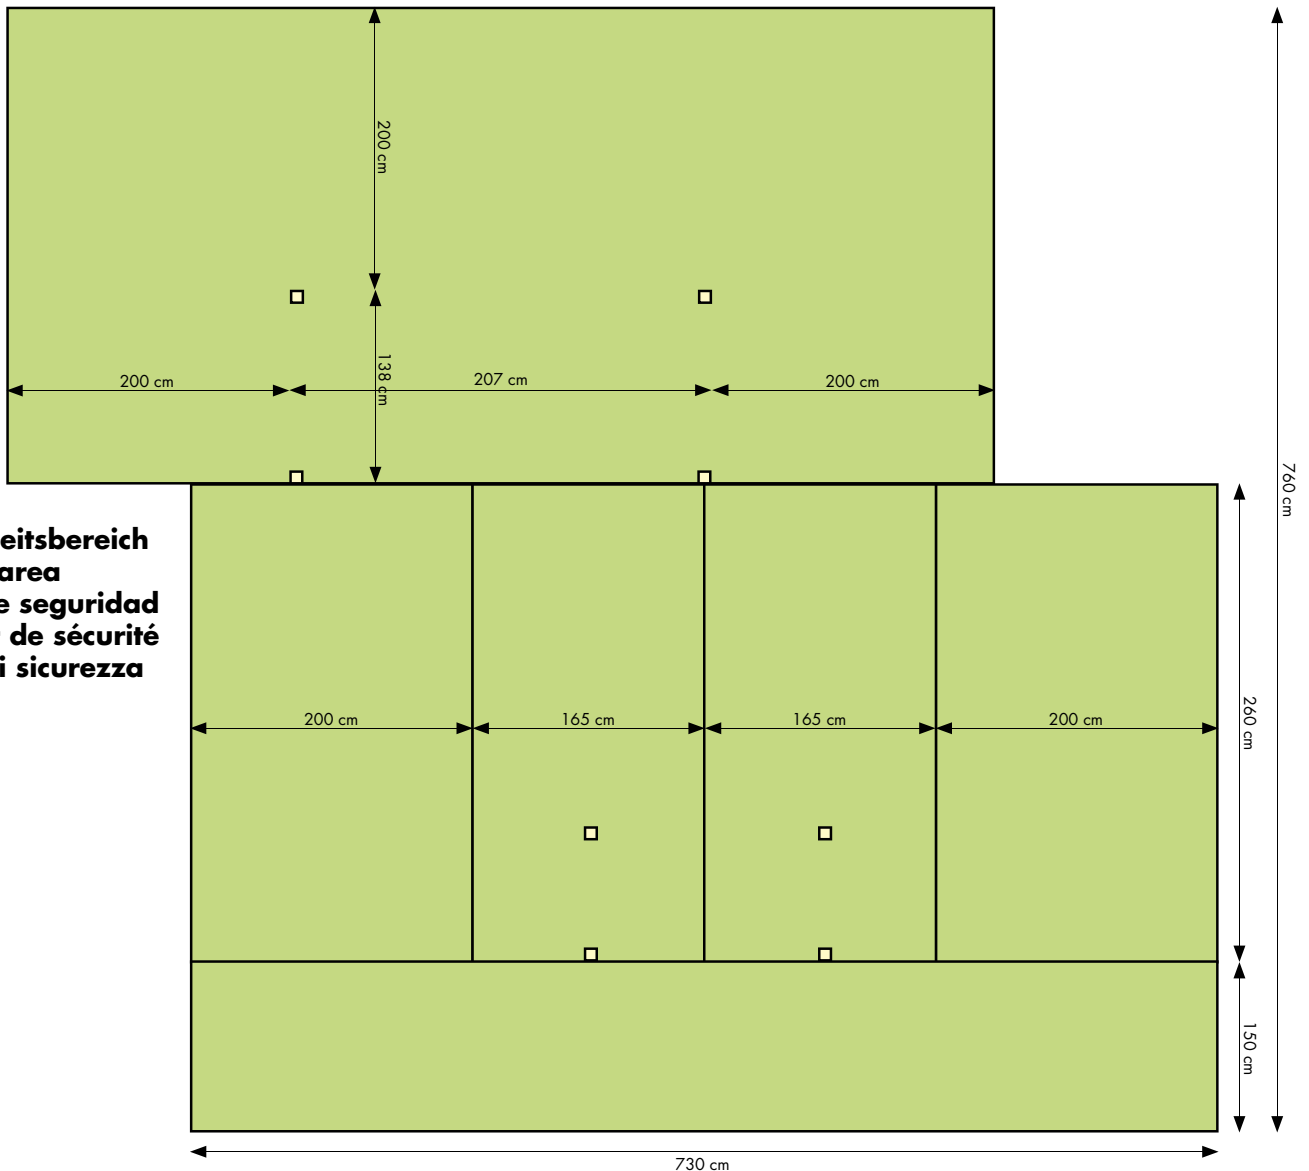 200 cm
138 cm
200 cm
207 cm
200 cm
760 cm
eitsbereich
area
e seguridad
de sécurité
i sicurezza
200 cm
165 cm
165 cm
200 cm
260 cm
150 cm
730 cm